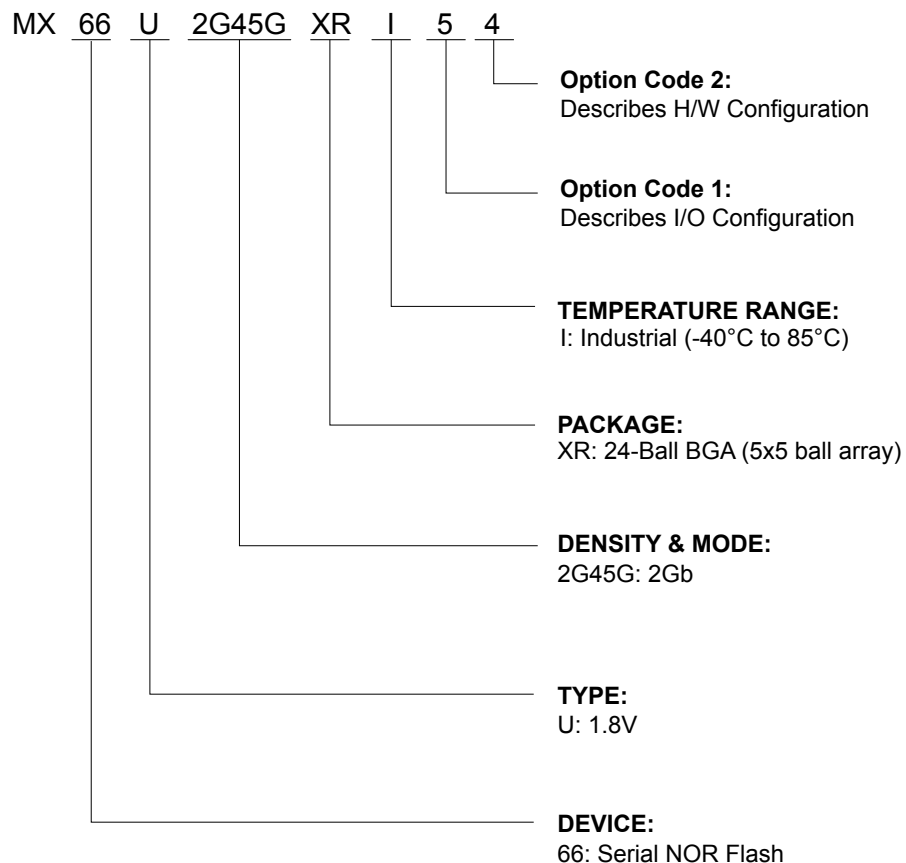 MX 66 U 2G45G XR I 5 4
Option Code 2:
Describes H/W Configuration
Option Code 1:
Describes I/O Configuration
TEMPERATURE RANGE:
I: Industrial (-40°C to 85°C)
PACKAGE:
XR: 24-Ball BGA (5x5 ball array)
DENSITY & MODE:
2G45G: 2Gb
TYPE:
U: 1.8V
DEVICE:
66: Serial NOR Flash